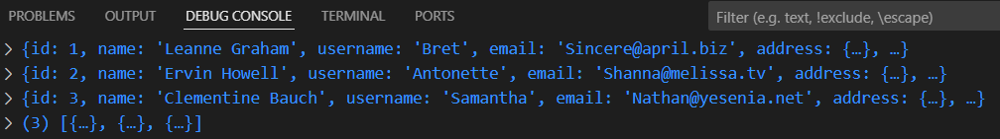 PROBLEMS OUTPUT DEBUG CONSOLE TERMINAL PORTS Filter (e.g. text, !exclude, \escape)
> {id: 1, name: 'Leanne Graham', username: 'Bret', email: 'Sincere@april.biz', address: {…}, …}
> {id: 2, name: 'Ervin Howell', username: 'Antonette', email: 'Shanna@melissa.tv', address: {…}, …}
> {id: 3, name: 'Clementine Bauch', username: 'Samantha', email: 'Nathan@yesenia.net', address: {…}, …}
> (3) [{…}, {…}, {…}]